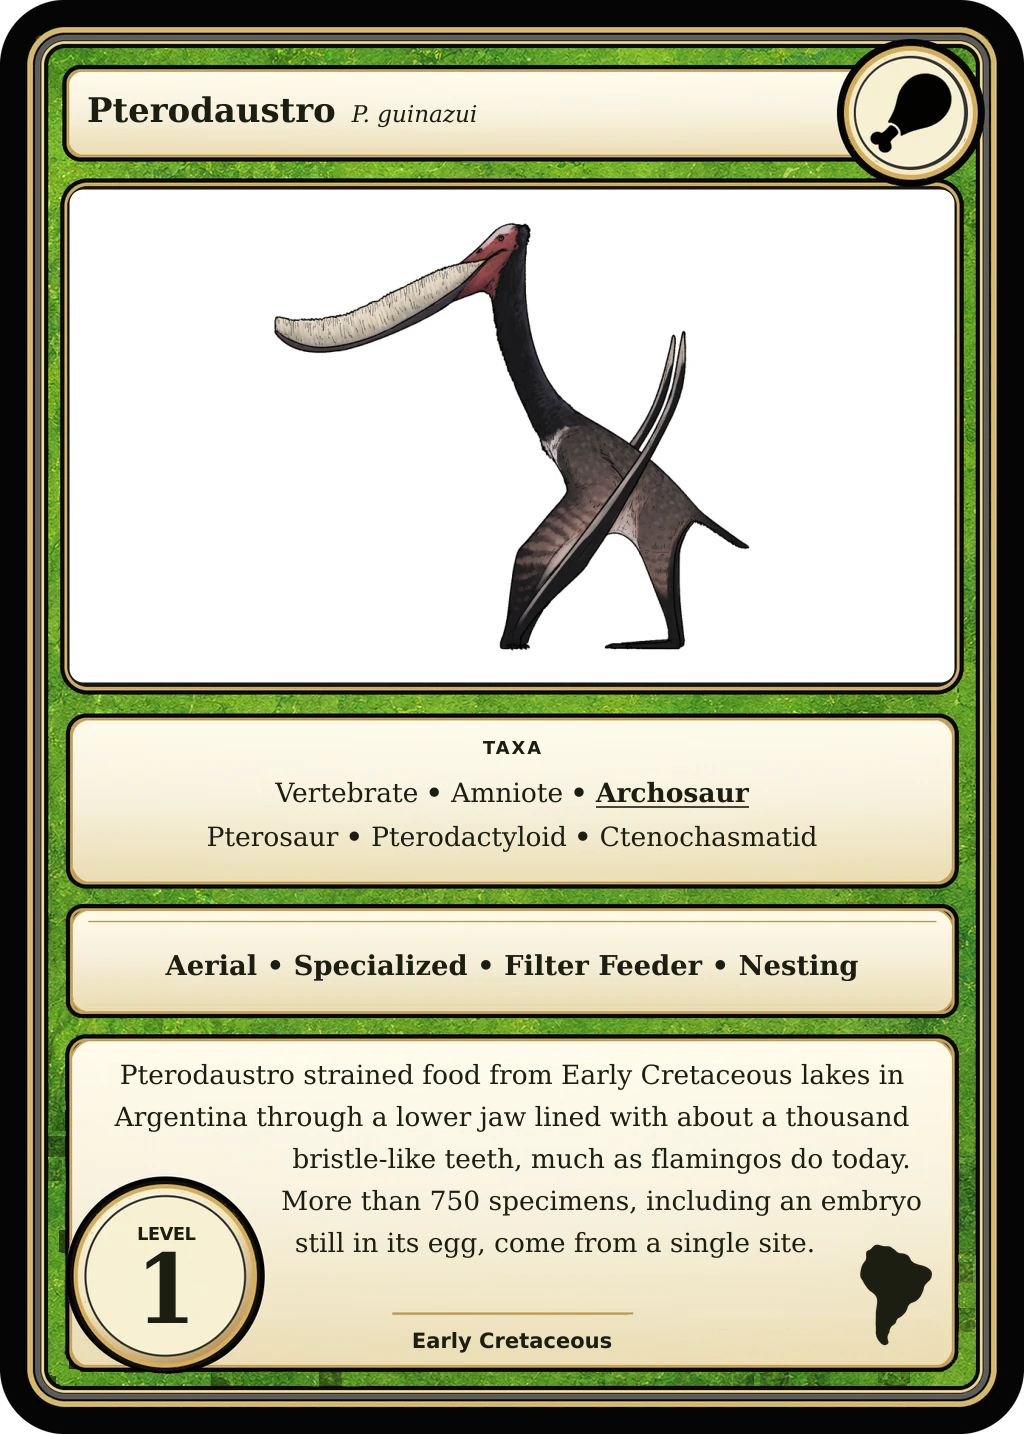 Pterodaustro P. guinazui
TAXA
Vertebrate • Amniote • Archosaur
Pterosaur • Pterodactyloid • Ctenochasmatid
Aerial • Specialized • Filter Feeder • Nesting
Pterodaustro strained food from Early Cretaceous lakes in
Argentina through a lower jaw lined with about a thousand
bristle-like teeth, much as flamingos do today.
More than 750 specimens, including an embryo
still in its egg, come from a single site.
LEVEL
1
Early Cretaceous